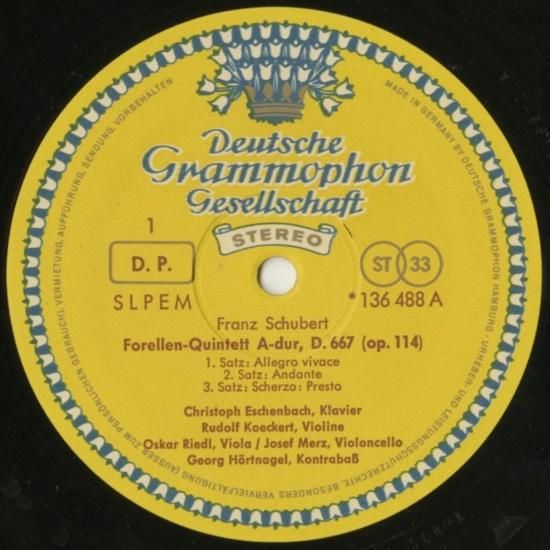 Deutsche
Grammophon
Gesellschaft
STEREO
1
D. P.
SLPEM
ST 33
* 136 488 A
Franz Schubert
Forellen-Quintett A-dur, D. 667 (op. 114)
1. Satz: Allegro vivace
2. Satz: Andante
3. Satz: Scherzo: Presto
Christoph Eschenbach, Klavier
Rudolf Koeckert, Violine
Oskar Riedl, Viola / Josef Merz, Violoncello
Georg Hörtnagel, Kontrabaß
MADE IN GERMANY BY DEUTSCHE GRAMMOPHON HAMBURG · URHEBER- UND LEISTUNGSSCHUTZRECHTE, BESONDERS VERVIELFÄLTIGUNG (AUSSER ZUM PERSÖNLICHEN GEBRAUCH), VERMIETUNG, AUFFÜHRUNG, SENDUNG, VORBEHALTEN